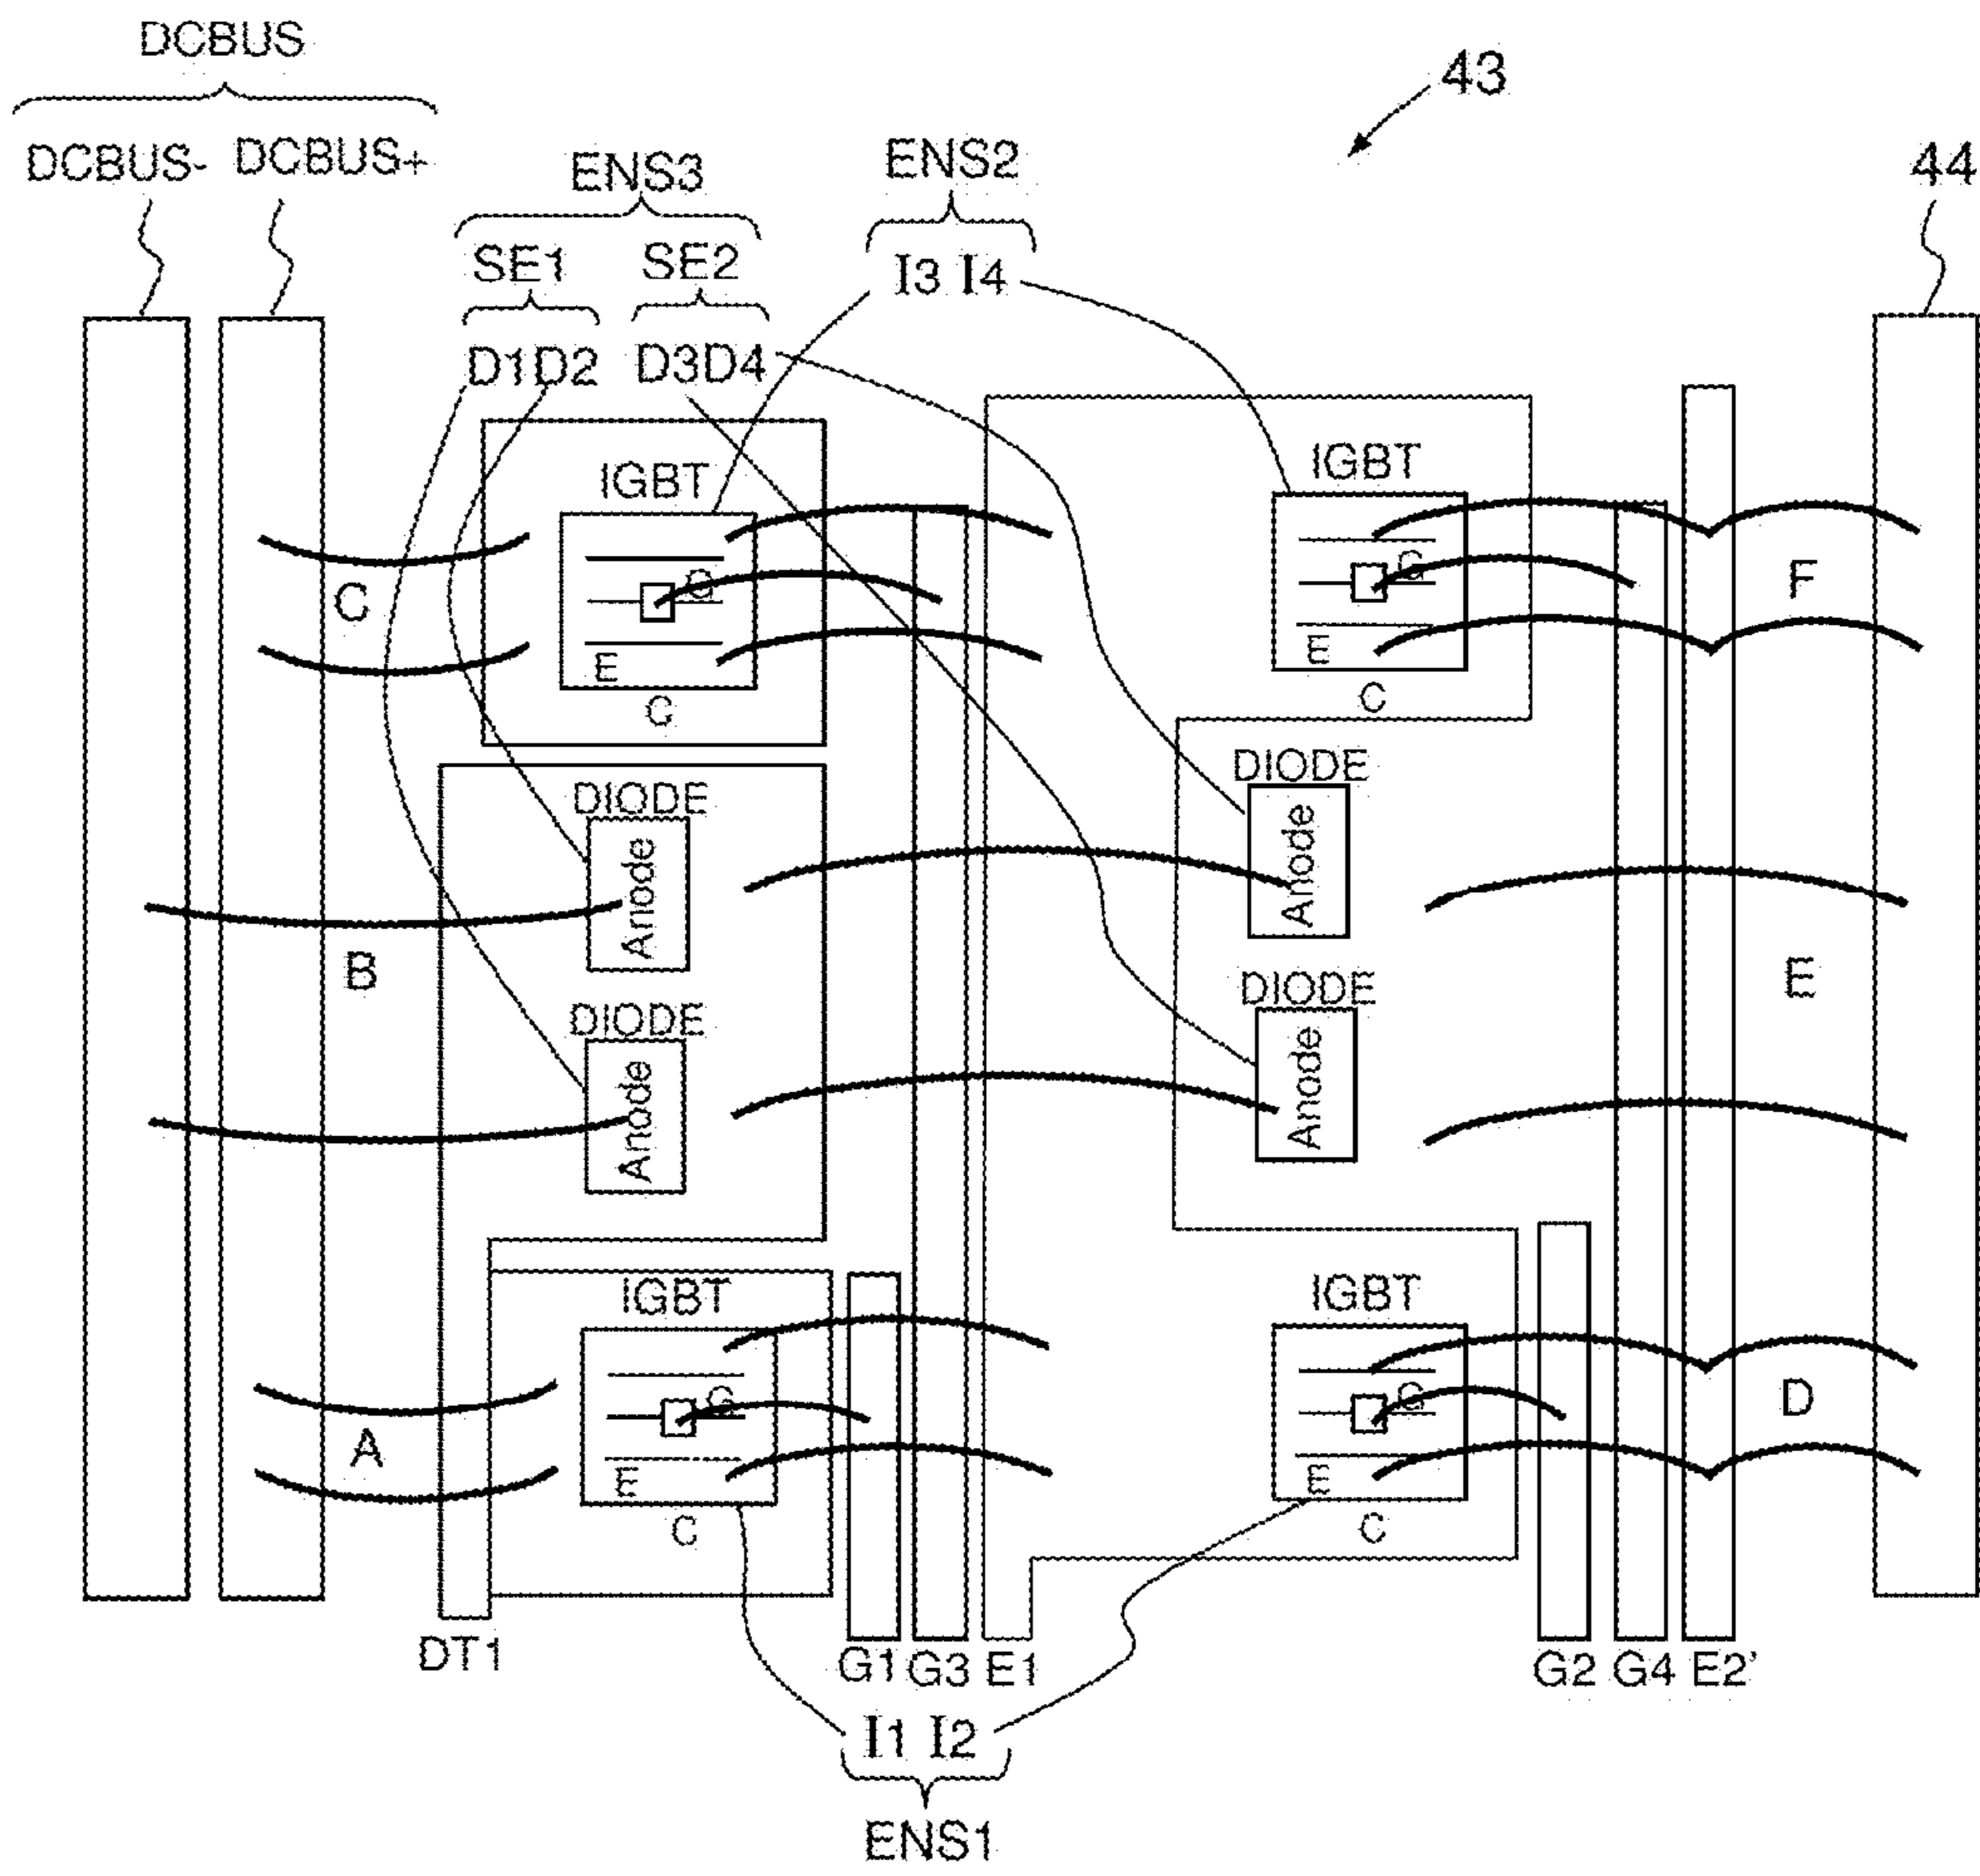 DCBUS
43
DCBUS- DCBUS+
ENS3
ENS2
44
SE1 SE2
I3 I4
D1D2 D3D4
IGBT
IGBT
G
G
C
F
E
E
C
C
DIODE
DIODE
Anode
Anode
B
E
DIODE
DIODE
Anode
Anode
IGBT
IGBT
G
G
A
D
E
E
C
C
DT1
G1 G3 E1
G2 G4 E2'
I1 I2
ENS1